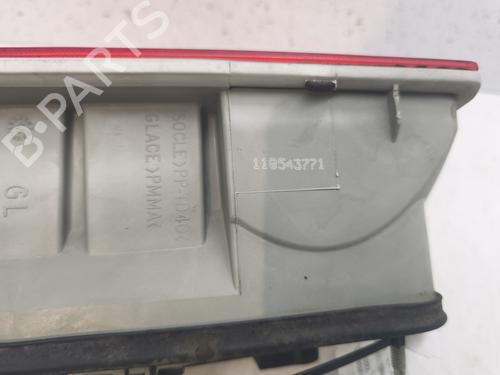 B-PARTS
110543771
SOCLE>PP-TD40<
GLACE>PMMA<
GL